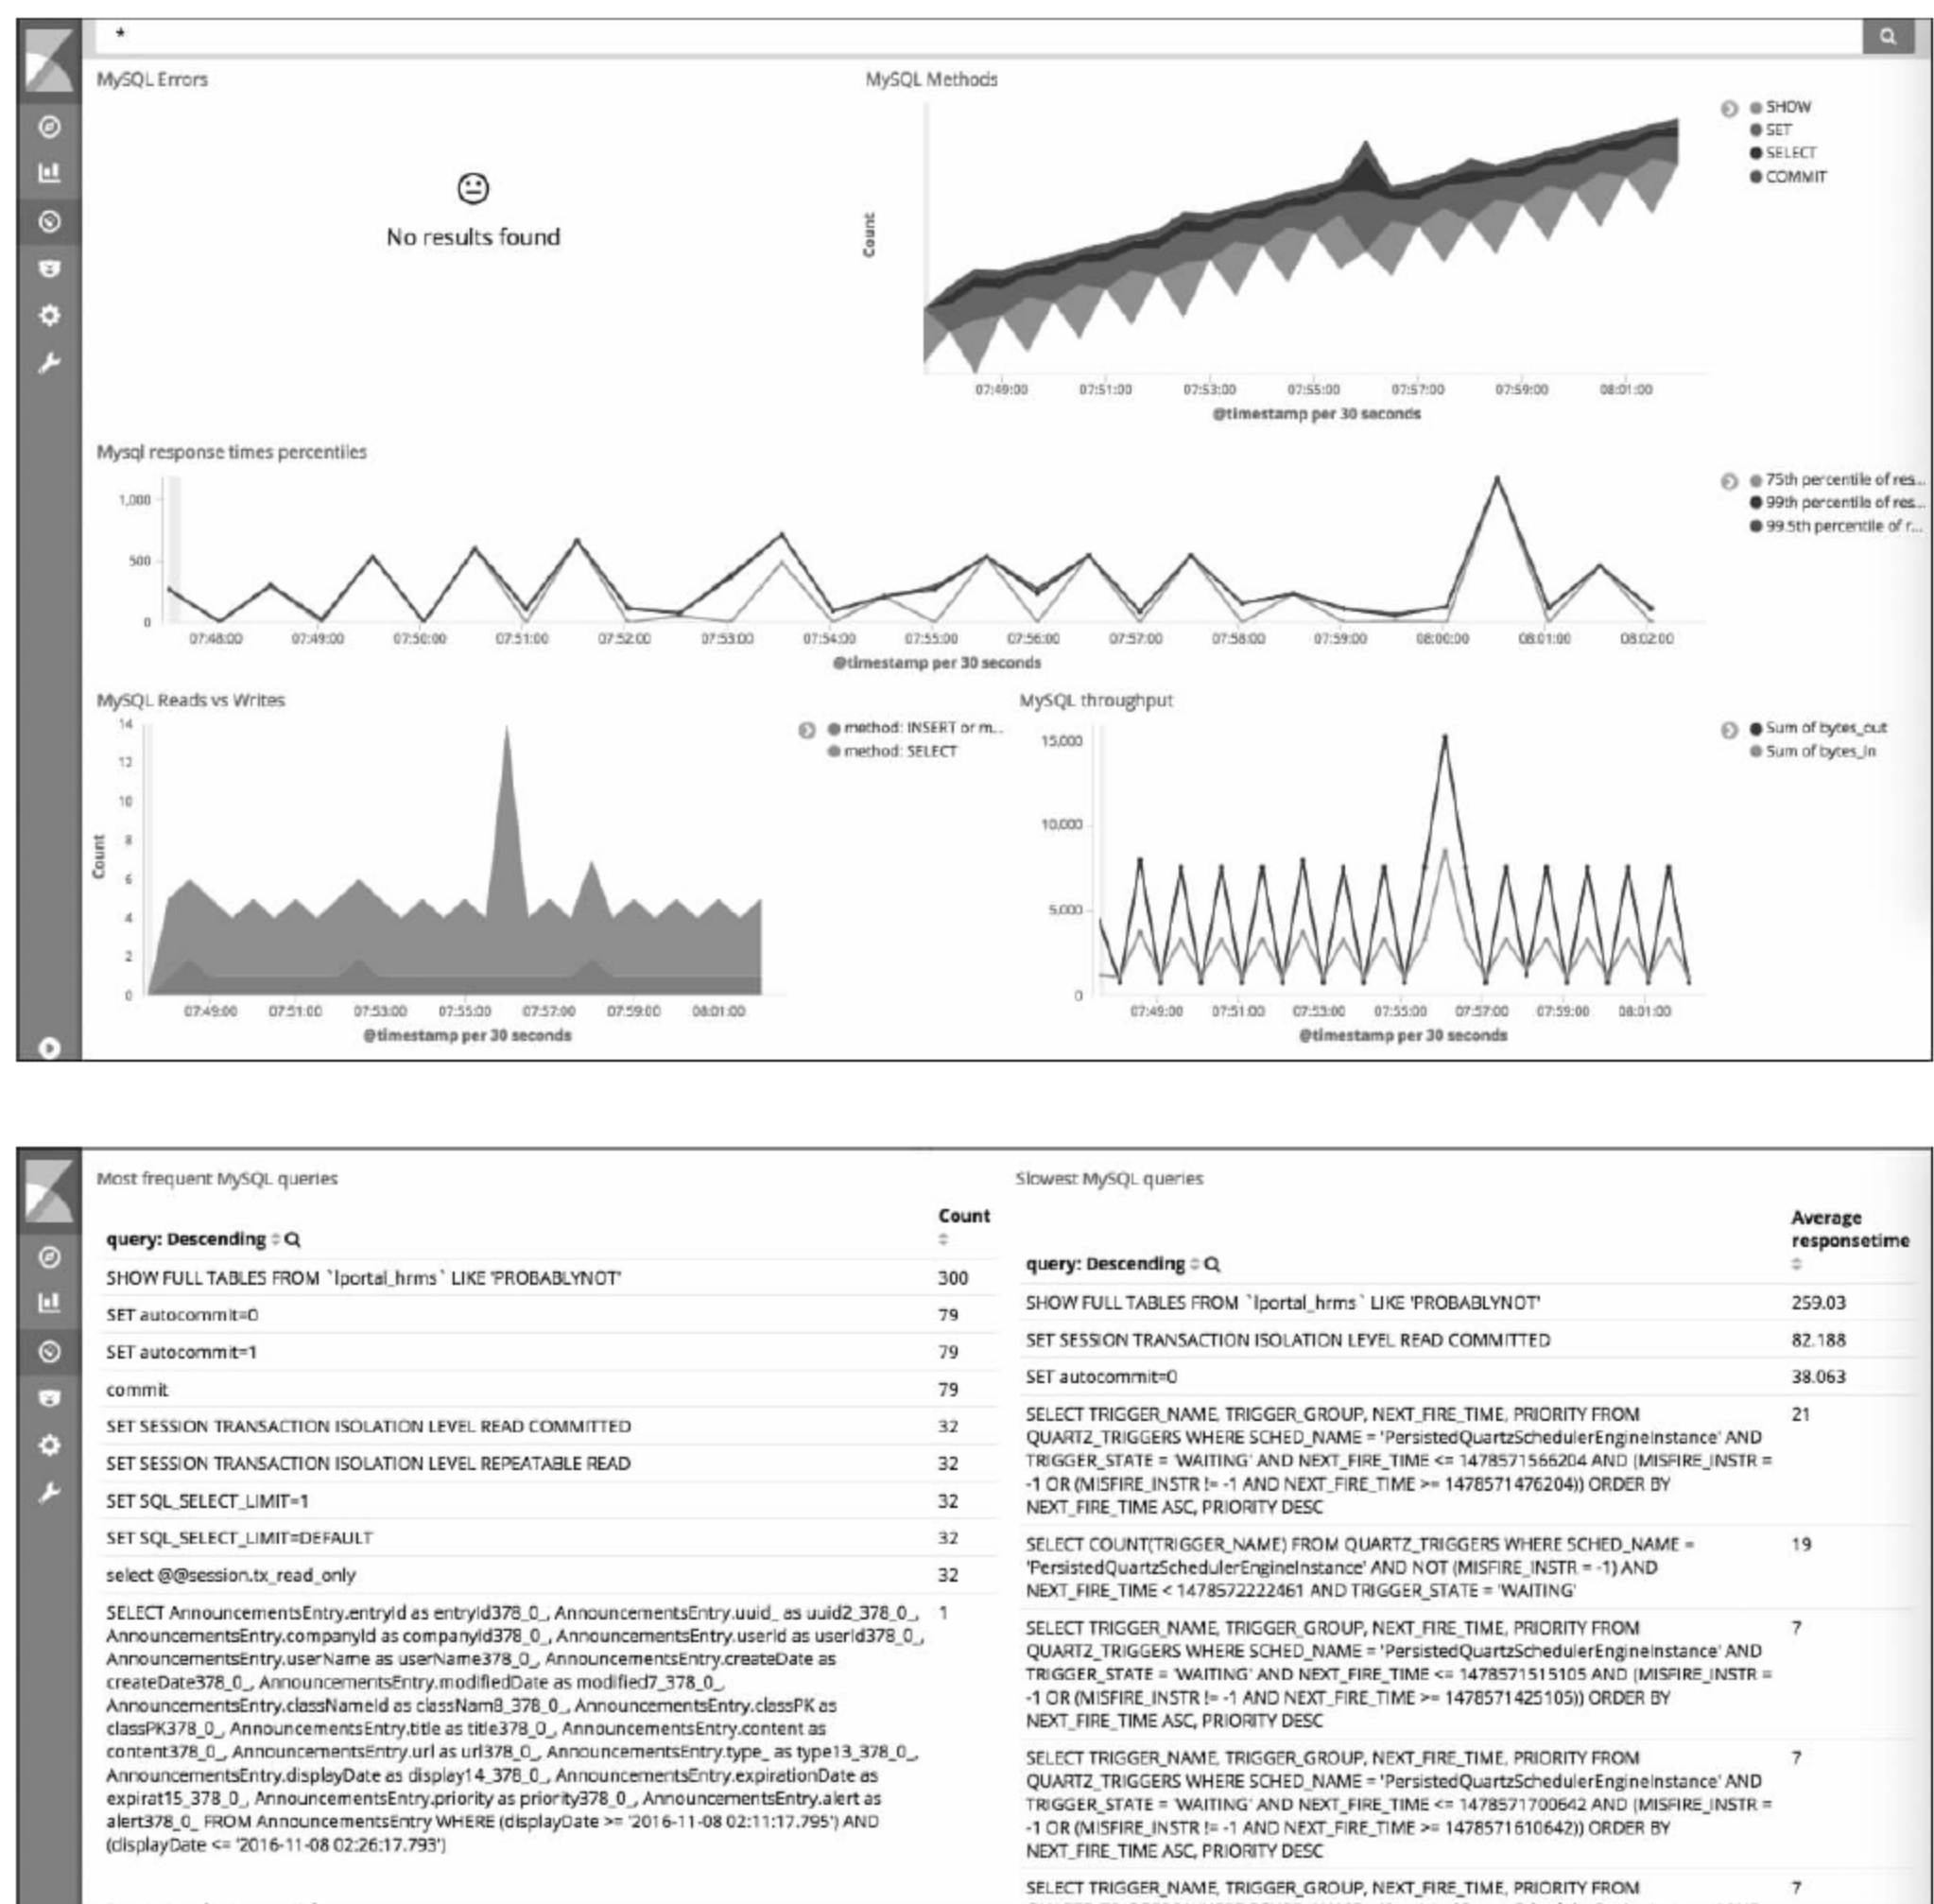 *
MySQL Errors
No results found
MySQL Methods
SHOW
SET
SELECT
COMMIT
Count
07:49:00 07:51:00 07:53:00 07:55:00 07:57:00 07:59:00 08:01:00
@timestamp per 30 seconds
Mysql response times percentiles
1,000
500
0
75th percentile of res...
99th percentile of res...
99.5th percentile of r...
07:48:00 07:49:00 07:50:00 07:51:00 07:52:00 07:53:00 07:54:00 07:55:00 07:56:00 07:57:00 07:58:00 07:59:00 08:00:00 08:01:00 08:02:00
@timestamp per 30 seconds
MySQL Reads vs Writes
14
12
10
8
6
4
2
0
Count
method: INSERT or m...
method: SELECT
07:49:00 07:51:00 07:53:00 07:55:00 07:57:00 07:59:00 08:01:00
@timestamp per 30 seconds
MySQL throughput
15,000
10,000
5,000
0
Sum of bytes_out
Sum of bytes_in
07:49:00 07:51:00 07:53:00 07:55:00 07:57:00 07:59:00 08:01:00
@timestamp per 30 seconds
Most frequent MySQL queries
query: Descending Count
SHOW FULL TABLES FROM `lportal_hrms` LIKE 'PROBABLYNOT' 300
SET autocommit=0 79
SET autocommit=1 79
commit 79
SET SESSION TRANSACTION ISOLATION LEVEL READ COMMITTED 32
SET SESSION TRANSACTION ISOLATION LEVEL REPEATABLE READ 32
SET SQL_SELECT_LIMIT=1 32
SET SQL_SELECT_LIMIT=DEFAULT 32
select @@session.tx_read_only 32
SELECT AnnouncementsEntry.entryId as entryId378_0_, AnnouncementsEntry.uuid_ as uuid2_378_0_, 1
AnnouncementsEntry.companyId as companyId378_0_, AnnouncementsEntry.userId as userId378_0_,
AnnouncementsEntry.userName as userName378_0_, AnnouncementsEntry.createDate as
createDate378_0_, AnnouncementsEntry.modifiedDate as modified7_378_0_,
AnnouncementsEntry.classNameId as classNam8_378_0_, AnnouncementsEntry.classPK as
classPK378_0_, AnnouncementsEntry.title as title378_0_, AnnouncementsEntry.content as
content378_0_, AnnouncementsEntry.url as url378_0_, AnnouncementsEntry.type_ as type13_378_0_,
AnnouncementsEntry.displayDate as display14_378_0_, AnnouncementsEntry.expirationDate as
expirat15_378_0_, AnnouncementsEntry.priority as priority378_0_, AnnouncementsEntry.alert as
alert378_0_ FROM AnnouncementsEntry WHERE (displayDate >= '2016-11-08 02:11:17.795') AND
(displayDate <= '2016-11-08 02:26:17.793')
Slowest MySQL queries
query: Descending Average
responsetime
SHOW FULL TABLES FROM `lportal_hrms` LIKE 'PROBABLYNOT' 259.03
SET SESSION TRANSACTION ISOLATION LEVEL READ COMMITTED 82.188
SET autocommit=0 38.063
SELECT TRIGGER_NAME, TRIGGER_GROUP, NEXT_FIRE_TIME, PRIORITY FROM 21
QUARTZ_TRIGGERS WHERE SCHED_NAME = 'PersistedQuartzSchedulerEngineInstance' AND
TRIGGER_STATE = 'WAITING' AND NEXT_FIRE_TIME <= 1478571566204 AND (MISFIRE_INSTR =
-1 OR (MISFIRE_INSTR != -1 AND NEXT_FIRE_TIME >= 1478571476204)) ORDER BY
NEXT_FIRE_TIME ASC, PRIORITY DESC
SELECT COUNT(TRIGGER_NAME) FROM QUARTZ_TRIGGERS WHERE SCHED_NAME = 19
'PersistedQuartzSchedulerEngineInstance' AND NOT (MISFIRE_INSTR = -1) AND
NEXT_FIRE_TIME < 1478572222461 AND TRIGGER_STATE = 'WAITING'
SELECT TRIGGER_NAME, TRIGGER_GROUP, NEXT_FIRE_TIME, PRIORITY FROM 7
QUARTZ_TRIGGERS WHERE SCHED_NAME = 'PersistedQuartzSchedulerEngineInstance' AND
TRIGGER_STATE = 'WAITING' AND NEXT_FIRE_TIME <= 1478571515105 AND (MISFIRE_INSTR =
-1 OR (MISFIRE_INSTR != -1 AND NEXT_FIRE_TIME >= 1478571425105)) ORDER BY
NEXT_FIRE_TIME ASC, PRIORITY DESC
SELECT TRIGGER_NAME, TRIGGER_GROUP, NEXT_FIRE_TIME, PRIORITY FROM 7
QUARTZ_TRIGGERS WHERE SCHED_NAME = 'PersistedQuartzSchedulerEngineInstance' AND
TRIGGER_STATE = 'WAITING' AND NEXT_FIRE_TIME <= 1478571700642 AND (MISFIRE_INSTR =
-1 OR (MISFIRE_INSTR != -1 AND NEXT_FIRE_TIME >= 1478571610642)) ORDER BY
NEXT_FIRE_TIME ASC, PRIORITY DESC
SELECT TRIGGER_NAME, TRIGGER_GROUP, NEXT_FIRE_TIME, PRIORITY FROM 7